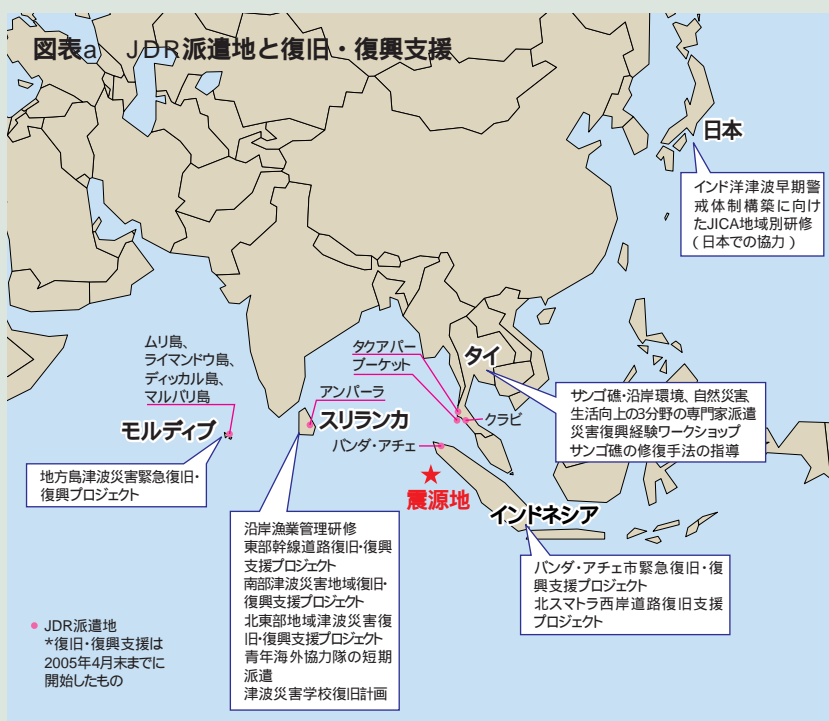 図表a JDR派遣地と復旧・復興支援
日本
インド洋津波早期警
戒体制構築に向け
たJICA地域別研修
(日本での協力)
ムリ島、
ライマンドウ島、
ディッカル島、
マルバリ島
モルディブ
地方島津波災害緊急復旧・
復興プロジェクト
アンパーラ
スリランカ
沿岸漁業管理研修
東部幹線道路復旧・復興
支援プロジェクト
南部津波災害地域復旧・
復興支援プロジェクト
北東部地域津波災害復
旧・復興支援プロジェクト
青年海外協力隊の短期
派遣
津波災害学校復旧計画
タクアパー
プーケット
クラビ
タイ
サンゴ礁・沿岸環境、自然災害、
生活向上の3分野の専門家派遣
災害復興経験ワークショップ
サンゴ礁の修復手法の指導
バンダ・アチェ
★
震源地
インドネシア
バンダ・アチェ市緊急復旧・復
興支援プロジェクト
北スマトラ西岸道路復旧支援
プロジェクト
● JDR派遣地
*復旧・復興支援は
2005年4月末までに
開始したもの